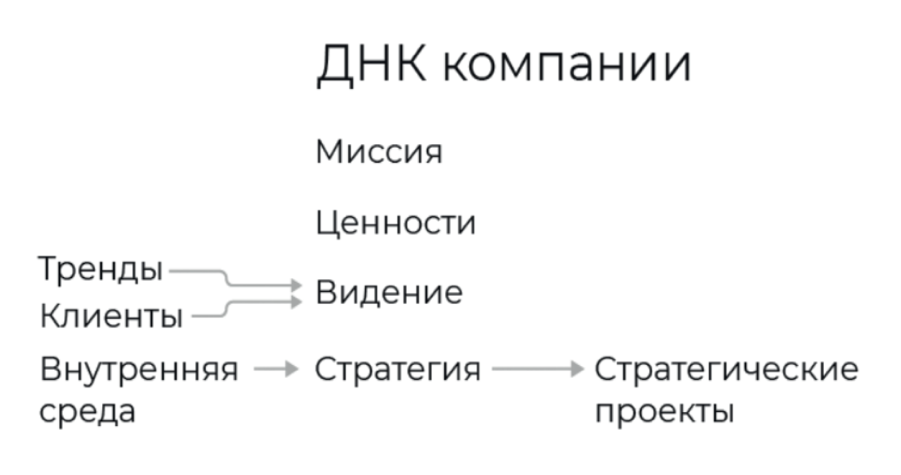 ДНК компании
Миссия
Ценности
Тренды
Клиенты
Видение
Внутренняя
среда
Стратегия
Стратегические
проекты